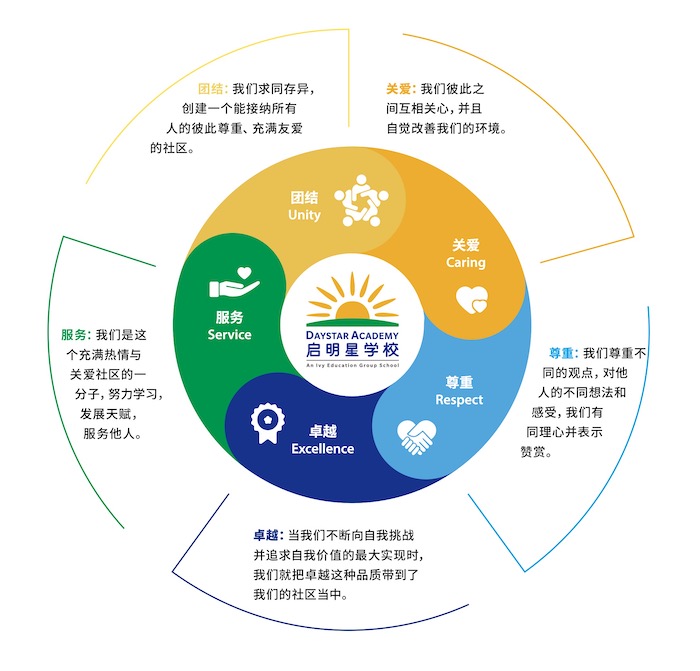 团结：我们求同存异，
创建一个能接纳所有
人的彼此尊重、充满友爱
的社区。
关爱：我们彼此之
间互相关心，并且
自觉改善我们的环境。
团结
Unity
关爱
Caring
服务
Service
尊重
Respect
卓越
Excellence
DAYSTAR ACADEMY
启明星学校
An Ivy Education Group School
服务：我们是这
个充满热情与
关爱社区的一
分子，努力学习，
发展天赋，
服务他人。
尊重：我们尊重不
同的观点，对他
人的不同想法和
感受，我们有
同理心并表示
赞赏。
卓越：当我们不断向自我挑战
并追求自我价值的最大实现时，
我们就把卓越这种品质带到了
我们的社区当中。